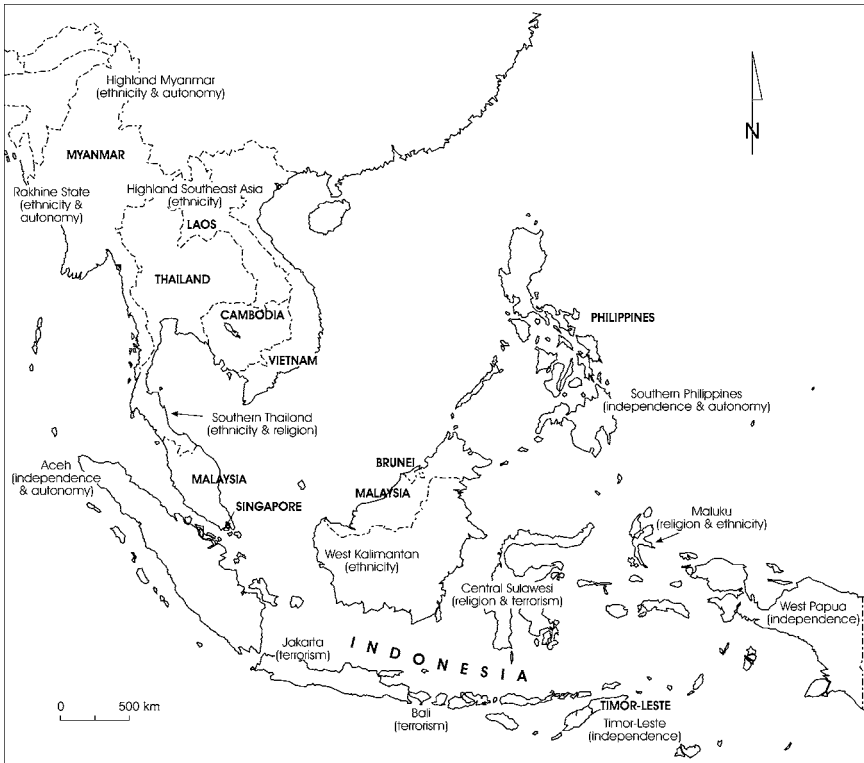 Highland Myanmar
(ethnicity & autonomy)
N
MYANMAR
Rakhine State
(ethnicity &
autonomy)
Highland Southeast Asia
(ethnicity)
LAOS
THAILAND
CAMBODIA
VIETNAM
PHILIPPINES
Southern Thailand
(ethnicity & religion)
Southern Philippines
(independence & autonomy)
Aceh
(independence
& autonomy)
MALAYSIA
SINGAPORE
BRUNEI
MALAYSIA
Maluku
(religion & ethnicity)
West Kalimantan
(ethnicity)
Central Sulawesi
(religion & terrorism)
West Papua
(independence)
Jakarta
(terrorism)
INDONESIA
0 500 km
Bali
(terrorism)
TIMOR-LESTE
Timor-Leste
(independence)